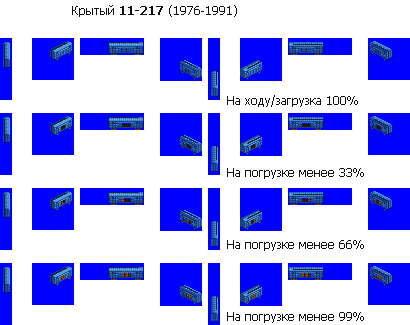 Крытый 11-217 (1976-1991)
На ходу/загрузка 100%
На погрузке менее 33%
На погрузке менее 66%
На погрузке менее 99%